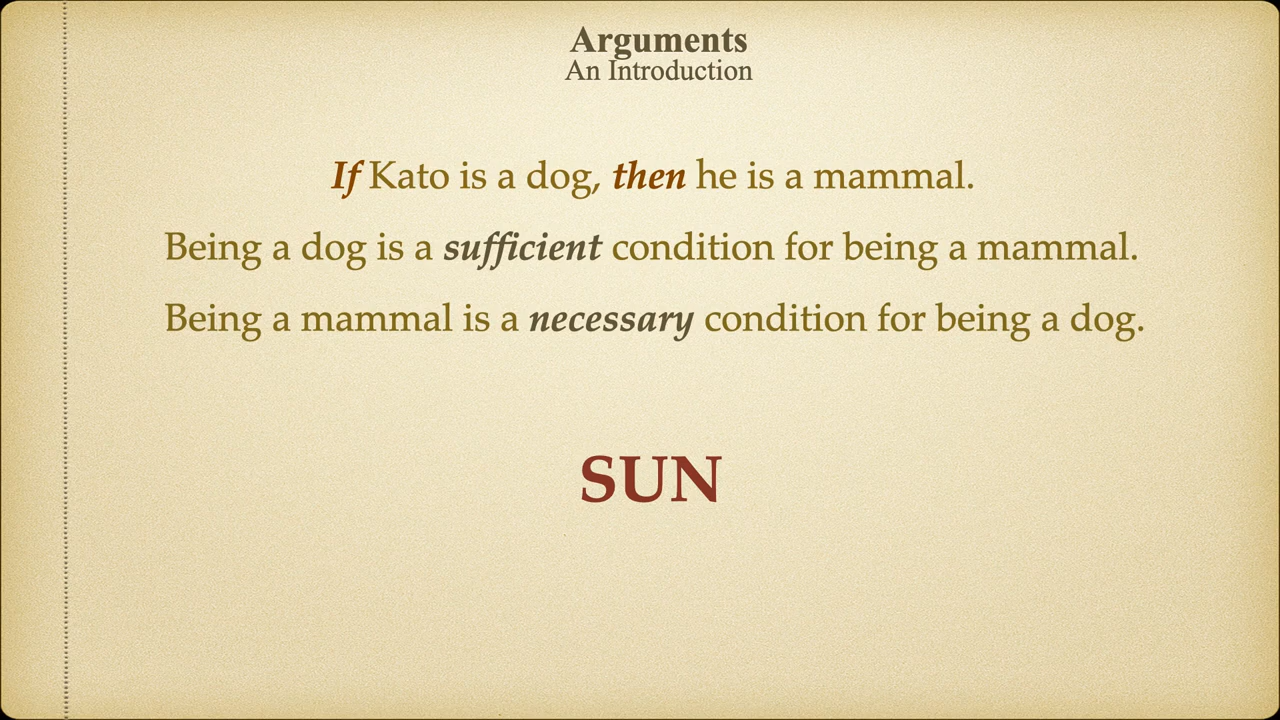 Arguments
An Introduction
If Kato is a dog, then he is a mammal.
Being a dog is a sufficient condition for being a mammal.
Being a mammal is a necessary condition for being a dog.
SUN